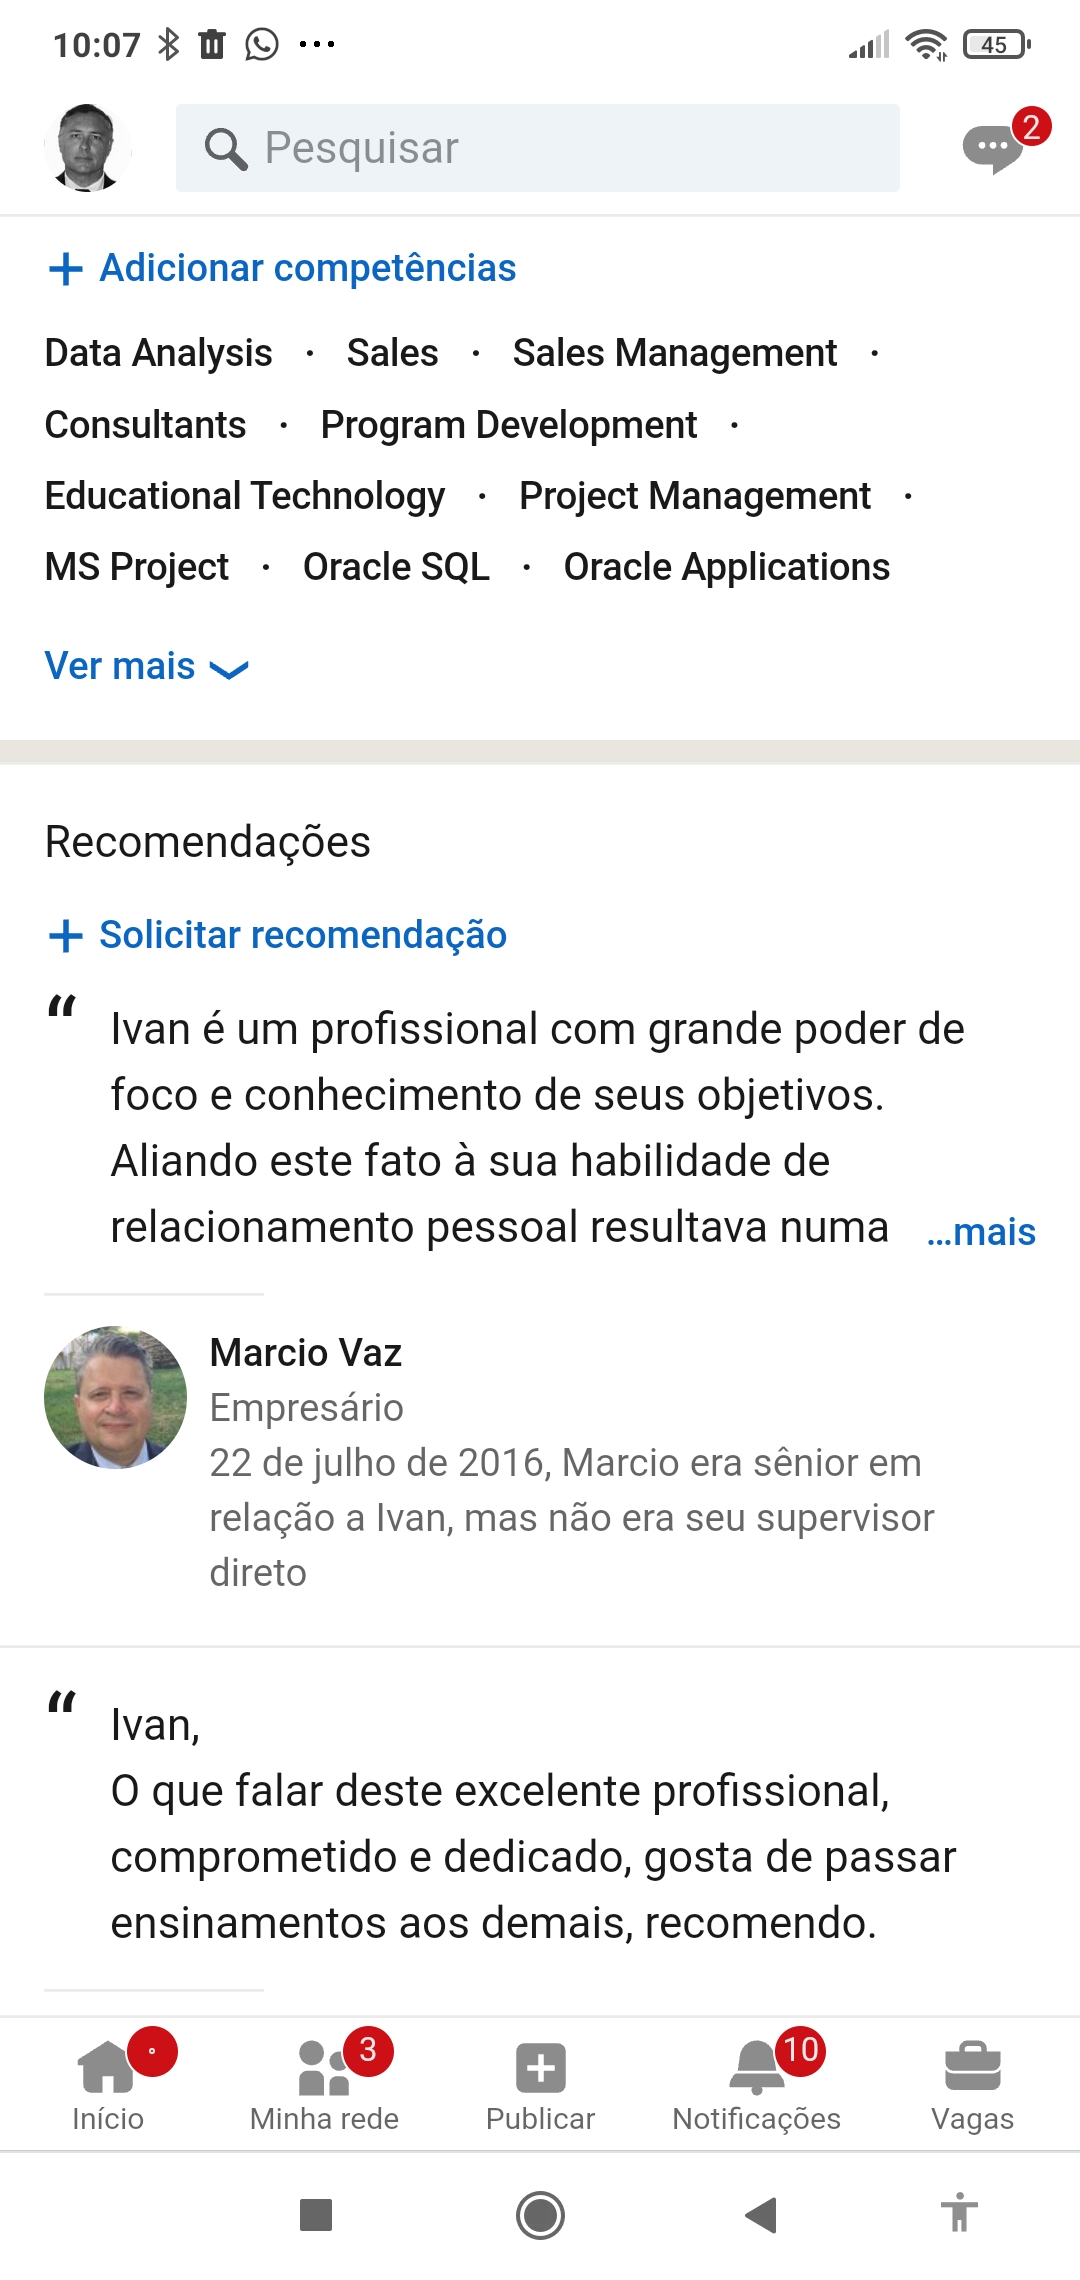 10:07
45
Pesquisar
2
+ Adicionar competências
Data Analysis · Sales · Sales Management ·
Consultants · Program Development ·
Educational Technology · Project Management ·
MS Project · Oracle SQL · Oracle Applications
Ver mais
Recomendações
+ Solicitar recomendação
“ Ivan é um profissional com grande poder de
foco e conhecimento de seus objetivos.
Aliando este fato à sua habilidade de
relacionamento pessoal resultava numa ...mais
Marcio Vaz
Empresário
22 de julho de 2016, Marcio era sênior em
relação a Ivan, mas não era seu supervisor
direto
“ Ivan,
O que falar deste excelente profissional,
comprometido e dedicado, gosta de passar
ensinamentos aos demais, recomendo.
3 10
Início Minha rede Publicar Notificações Vagas